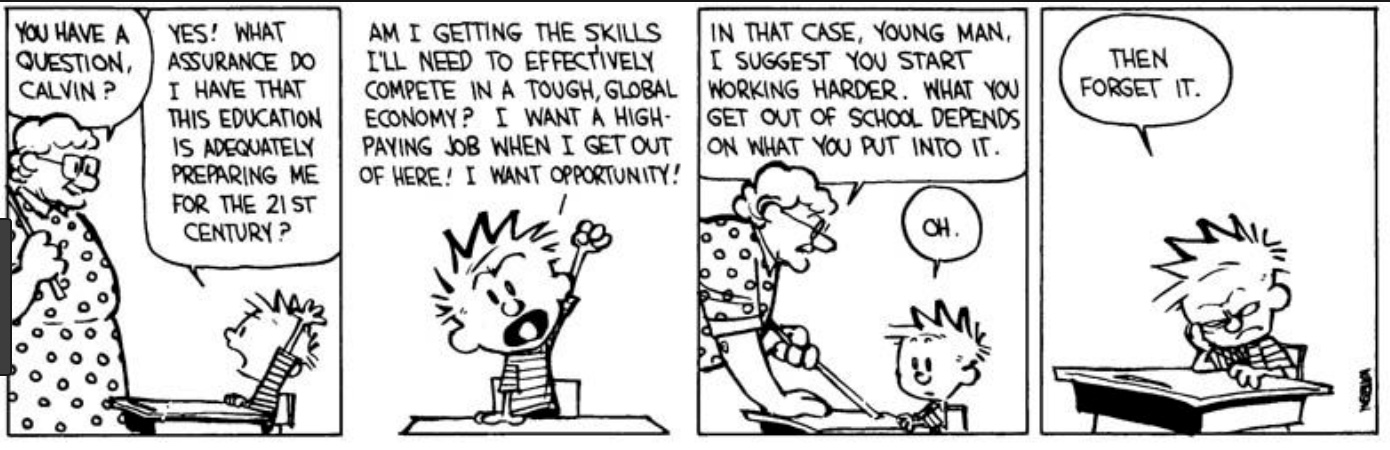 YOU HAVE A
QUESTION,
CALVIN?
YES! WHAT
ASSURANCE DO
I HAVE THAT
THIS EDUCATION
IS ADEQUATELY
PREPARING ME
FOR THE 21ST
CENTURY?
AM I GETTING THE SKILLS
I'LL NEED TO EFFECTIVELY
COMPETE IN A TOUGH, GLOBAL
ECONOMY? I WANT A HIGH-
PAYING JOB WHEN I GET OUT
OF HERE! I WANT OPPORTUNITY!
IN THAT CASE, YOUNG MAN,
I SUGGEST YOU START
WORKING HARDER. WHAT YOU
GET OUT OF SCHOOL DEPENDS
ON WHAT YOU PUT INTO IT.
OH.
THEN
FORGET IT.